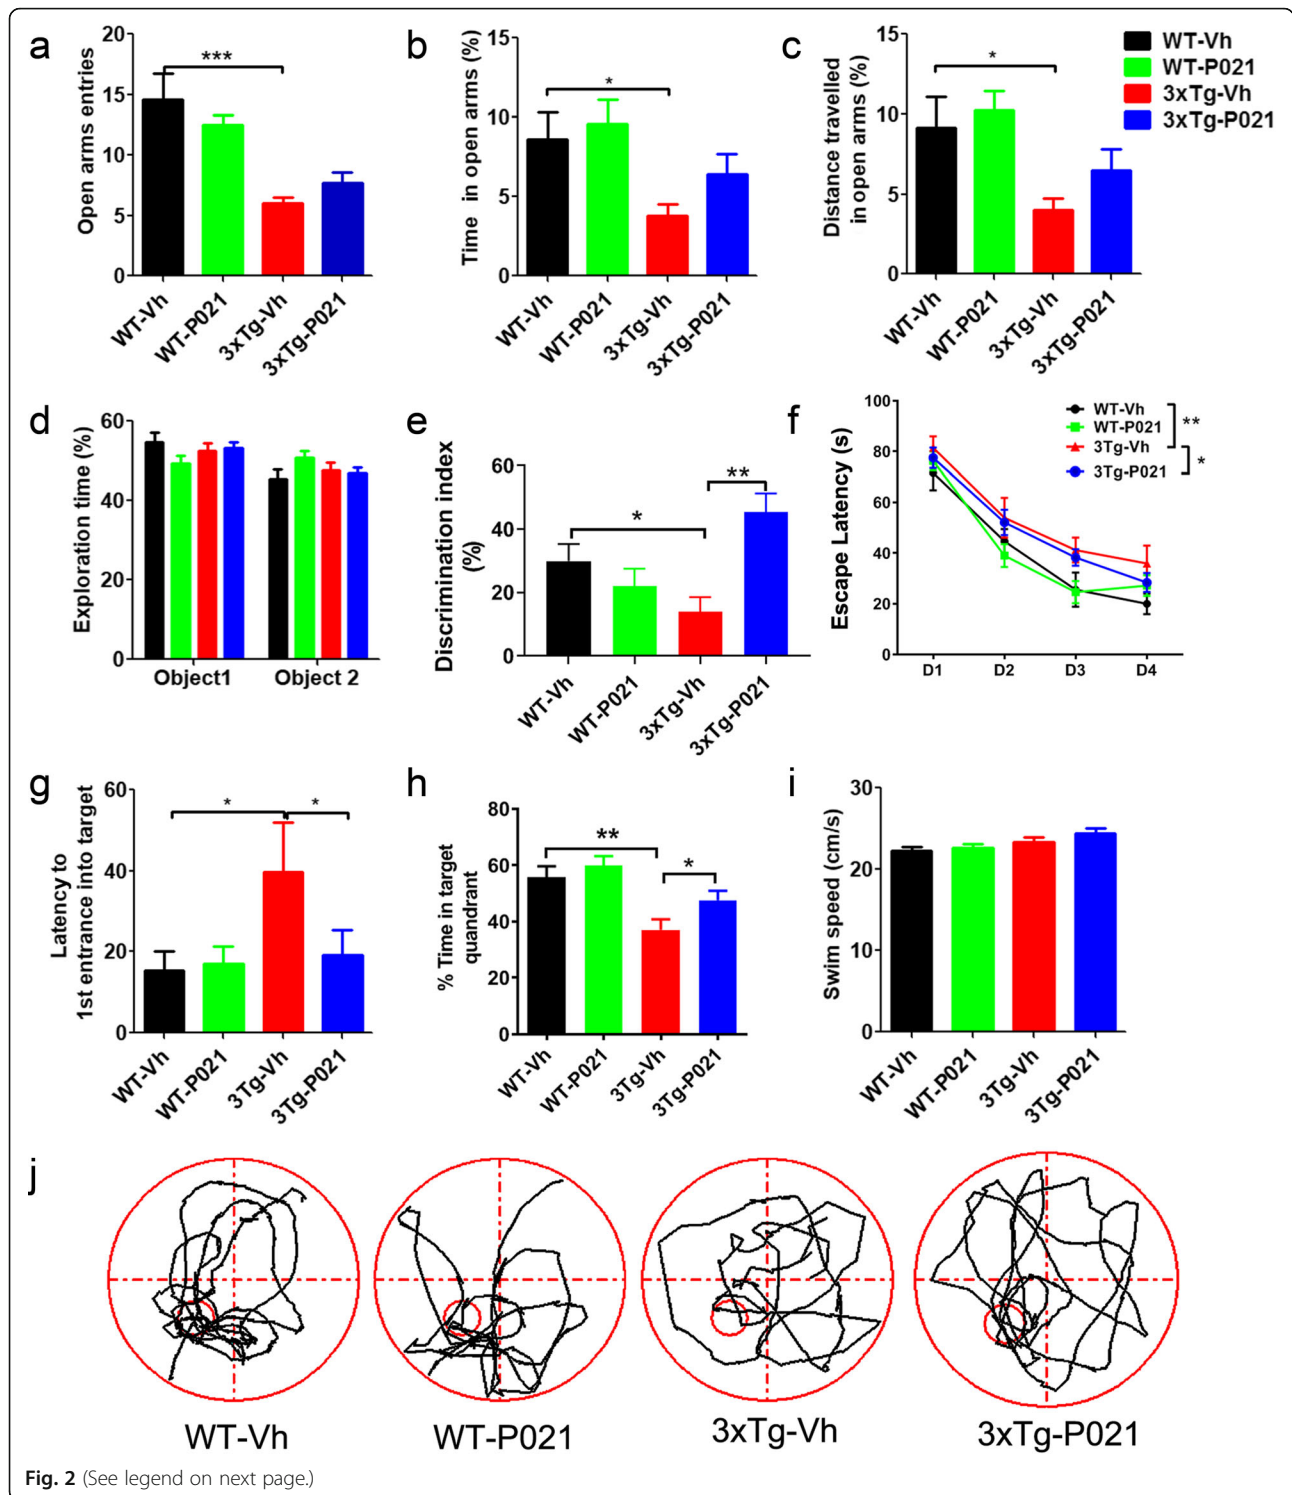 a
Open arms entries
20
15
10
5
0
***
WT-Vh
WT-P021
3xTg-Vh
3xTg-P021
b
Time in open arms (%)
15
10
5
0
*
WT-Vh
WT-P021
3xTg-Vh
3xTg-P021
c
Distance travelled
in open arms (%)
15
10
5
0
*
WT-Vh
WT-P021
3xTg-Vh
3xTg-P021
WT-Vh
WT-P021
3xTg-Vh
3xTg-P021
d
Exploration time (%)
60
40
20
0
Object1 Object 2
e
Discrimination index
(%)
60
40
20
0
*
**
WT-Vh
WT-P021
3xTg-Vh
3xTg-P021
f
Escape Latency (s)
100
80
60
40
20
0
D1 D2 D3 D4
WT-Vh
WT-P021
3Tg-Vh
3Tg-P021
**
*
g
Latency to
1st entrance into target
60
40
20
0
*
*
WT-Vh
WT-P021
3Tg-Vh
3Tg-P021
h
% Time in target
quandrant
80
60
40
20
0
**
*
WT-Vh
WT-P021
3Tg-Vh
3Tg-P021
i
Swim speed (cm/s)
30
20
10
0
WT-Vh
WT-P021
3Tg-Vh
3Tg-P021
j
WT-Vh
WT-P021
3xTg-Vh
3xTg-P021
Fig. 2 (See legend on next page.)